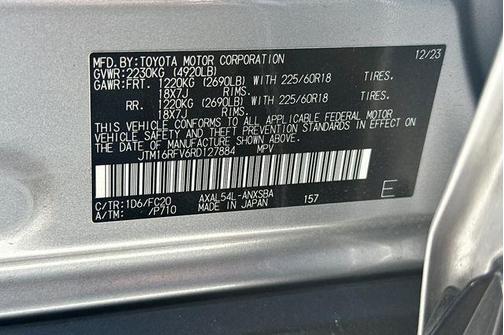 MFD.BY:TOYOTA MOTOR CORPORATION 12/23
GVWR:2230KG(4920LB)
GAWR:FRT. 1220KG(2690LB) WITH 225/60R18 TIRES.
18X7J RIMS.
RR. 1220KG(2690LB) WITH 225/60R18 TIRES.
18X7J RIMS.
THIS VEHICLE CONFORMS TO ALL APPLICABLE FEDERAL MOTOR
VEHICLE SAFETY AND THEFT PREVENTION STANDARDS IN EFFECT ON
THE DATE OF MANUFACTURE SHOWN ABOVE.
JTM16RFV6RD127884 MPV
C/TR:1D6/FC20 AXAL54L-ANXSBA 157 E
A/TM: /P710 MADE IN JAPAN